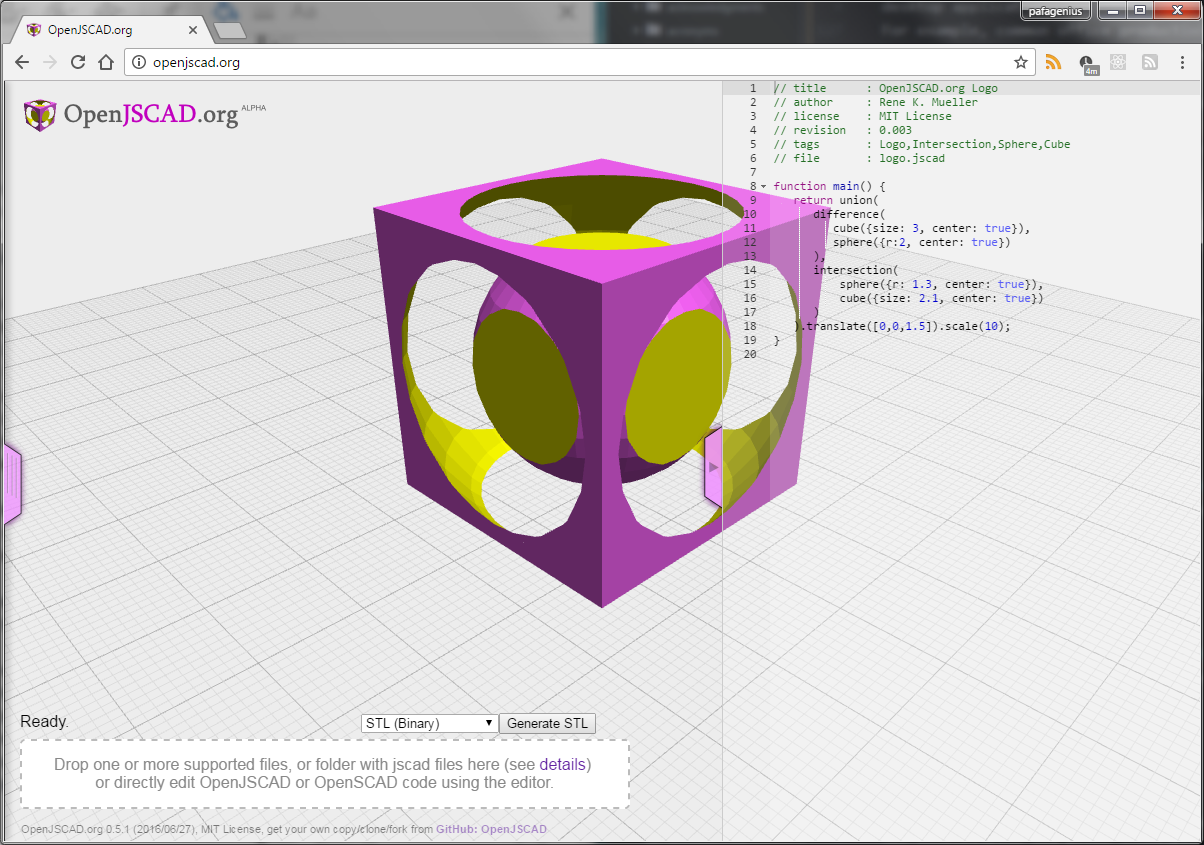 pafagenius
OpenJSCAD.org
openjscad.org
4m
OpenJSCAD.org ALPHA
1 // title : OpenJSCAD.org Logo
2 // author : Rene K. Mueller
3 // license : MIT License
4 // revision : 0.003
5 // tags : Logo,Intersection,Sphere,Cube
6 // file : logo.jscad
7
8 function main() {
9 return union(
10 difference(
11 cube({size: 3, center: true}),
12 sphere({r:2, center: true})
13 ),
14 intersection(
15 sphere({r: 1.3, center: true}),
16 cube({size: 2.1, center: true})
17 )
18 ).translate([0,0,1.5]).scale(10);
19 }
20
Ready.
STL (Binary)
Generate STL
Drop one or more supported files, or folder with jscad files here (see details)
or directly edit OpenJSCAD or OpenSCAD code using the editor.
OpenJSCAD.org 0.5.1 (2016/06/27), MIT License, get your own copy/clone/fork from GitHub: OpenJSCAD